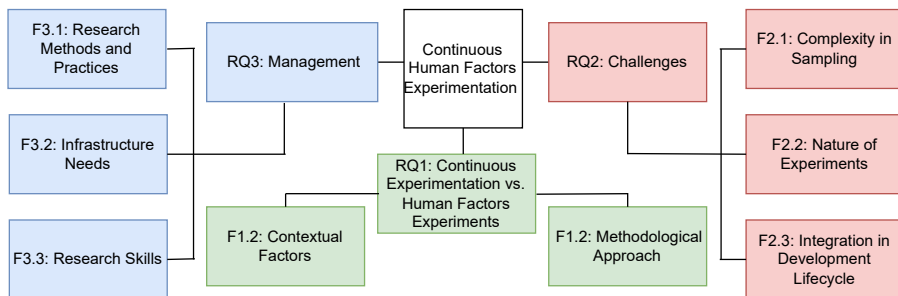 F3.1: Research
Methods and
Practices
RQ3: Management
Continuous
Human Factors
Experimentation
RQ2: Challenges
F2.1: Complexity in
Sampling
F3.2: Infrastructure
Needs
RQ1: Continuous
Experimentation vs.
Human Factors
Experiments
F2.2: Nature of
Experiments
F3.3: Research Skills
F1.2: Contextual
Factors
F1.2: Methodological
Approach
F2.3: Integration in
Development
Lifecycle